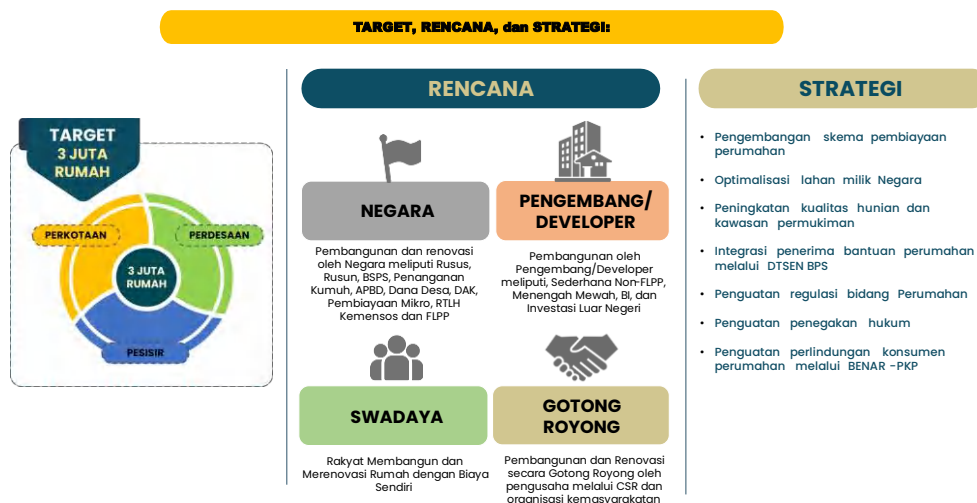 TARGET, RENCANA, dan STRATEGI:
TARGET
3 JUTA
RUMAH
PERKOTAAN
PERDESAAN
3 JUTA
RUMAH
PESISIR
RENCANA
NEGARA
Pembangunan dan renovasi
oleh Negara meliputi Rusus,
Rusun, BSPS, Penanganan
Kumuh, APBD, Dana Desa, DAK,
Pembiayaan Mikro, RTLH
Kemensos dan FLPP
PENGEMBANG/
DEVELOPER
Pembangunan oleh
Pengembang/Developer
meliputi, Sederhana Non-FLPP,
Menengah Mewah, BI, dan
Investasi Luar Negeri
SWADAYA
Rakyat Membangun dan
Merenovasi Rumah dengan Biaya
Sendiri
GOTONG
ROYONG
Pembangunan dan Renovasi
secara Gotong Royong oleh
pengusaha melalui CSR dan
organisasi kemasyarakatan
STRATEGI
• Pengembangan skema pembiayaan
perumahan
• Optimalisasi lahan milik Negara
• Peningkatan kualitas hunian dan
kawasan permukiman
• Integrasi penerima bantuan perumahan
melalui DTSEN BPS
• Penguatan regulasi bidang Perumahan
• Penguatan penegakan hukum
• Penguatan perlindungan konsumen
perumahan melalui BENAR -PKP